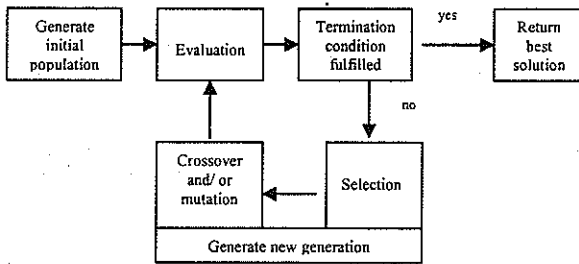 Generate
initial
population
Evaluation
Termination
condition
fulfilled
yes
Return
best
solution
no
Crossover
and/ or
mutation
Selection
Generate new generation